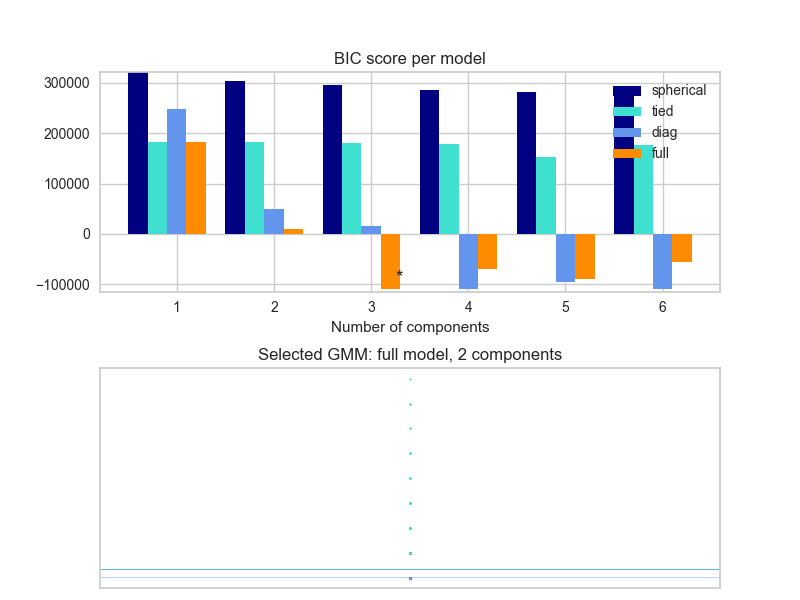 BIC score per model
300000
200000
100000
0
−100000
spherical
tied
diag
full
*
1 2 3 4 5 6
Number of components
Selected GMM: full model, 2 components